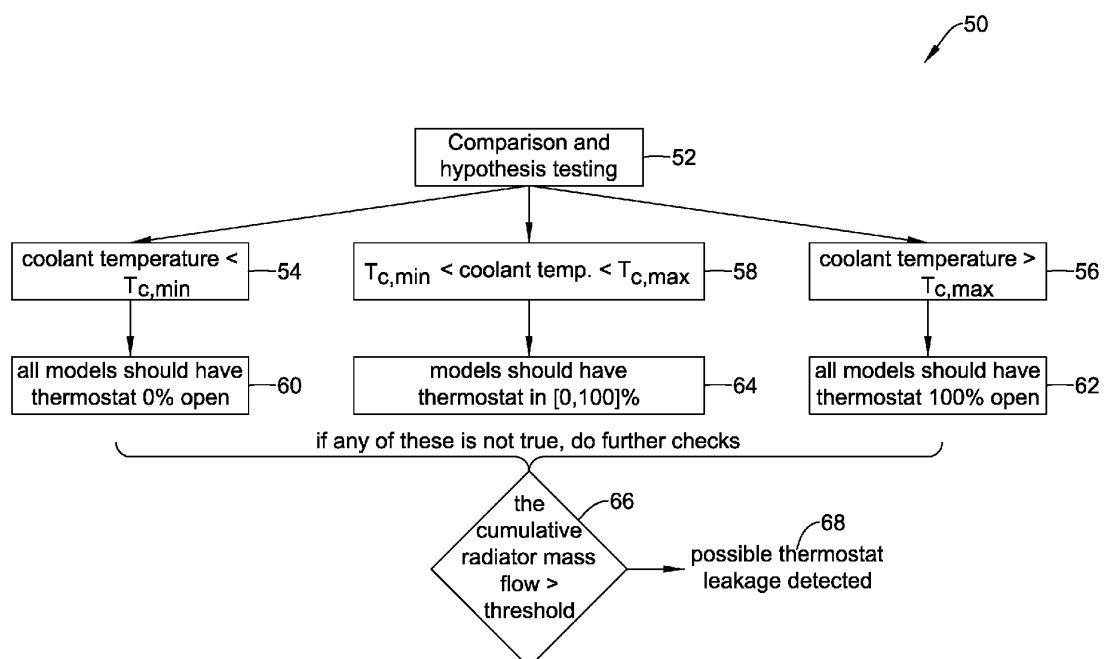 50
Comparison and
hypothesis testing
52
coolant temperature <
Tc,min
54
Tc,min < coolant temp. < Tc,max
58
coolant temperature >
Tc,max
56
all models should have
thermostat 0% open
60
models should have
thermostat in [0,100]%
64
all models should have
thermostat 100% open
62
if any of these is not true, do further checks
the
cumulative
radiator mass
flow >
threshold
66
68
possible thermostat
leakage detected